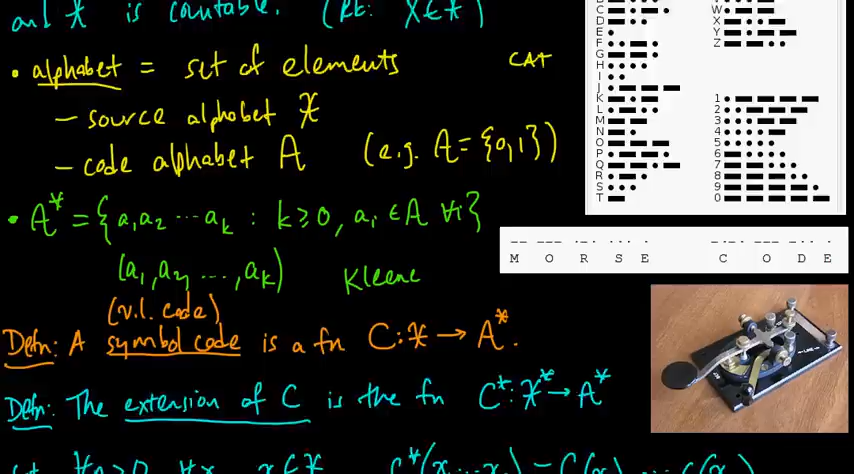 and 𝒳 is countable. (RE: X∈𝒳)
• alphabet = set of elements
CAT
— source alphabet 𝒳
— code alphabet A (e.g. A = {0,1})
• A* = {a₁a₂ ⋯ aₖ : k ≥ 0, aᵢ ∈ A ∀i}
(a₁, a₂, ..., aₖ) Kleene
(v.l. code)
Defn: A symbol code is a fn C: 𝒳 → A*.
Defn: The extension of C is the fn C*: 𝒳* → A*
C
D
E
F
G
H
I
J
K
L
M
N
O
P
Q
R
S
T
W
X
Y
Z
1
2
3
4
5
6
7
8
9
0
M O R S E C O D E